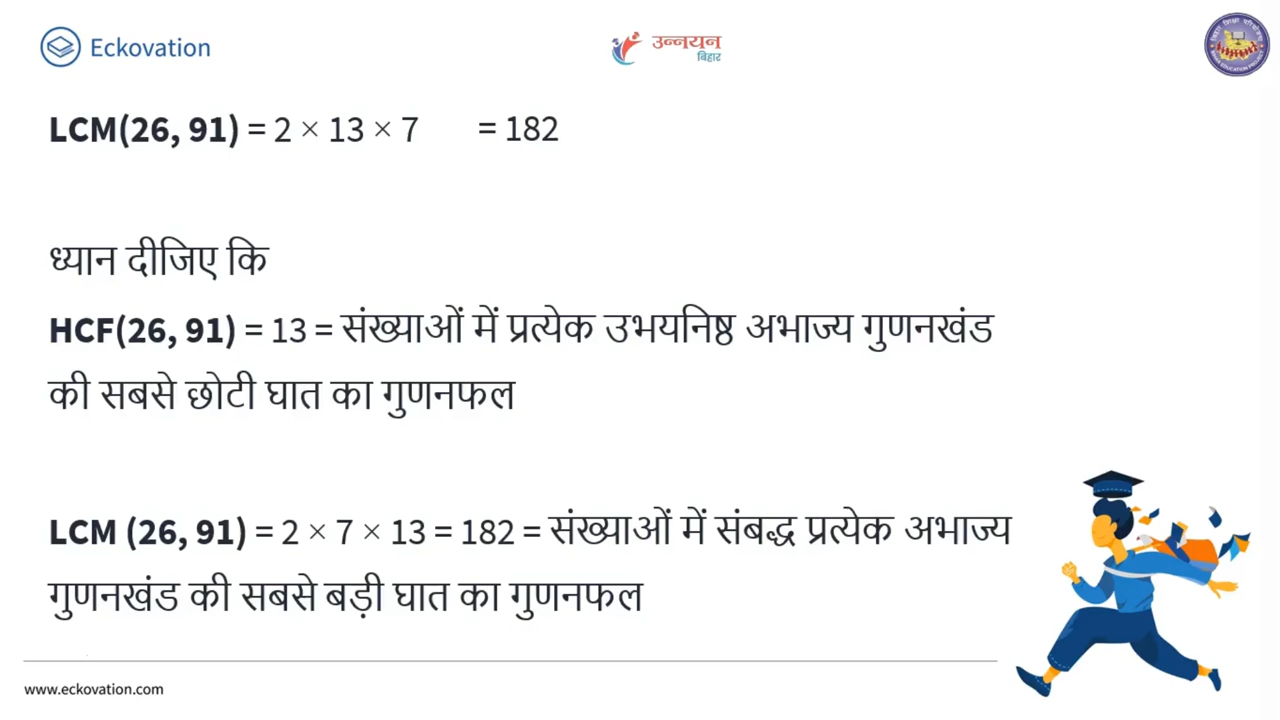 Eckovation
उन्नयन
बिहार
LCM(26, 91) = 2 × 13 × 7 = 182
ध्यान दीजिए कि
HCF(26, 91) = 13 = संख्याओं में प्रत्येक उभयनिष्ठ अभाज्य गुणनखंड
की सबसे छोटी घात का गुणनफल
LCM (26, 91) = 2 × 7 × 13 = 182 = संख्याओं में संबद्ध प्रत्येक अभाज्य
गुणनखंड की सबसे बड़ी घात का गुणनफल
www.eckovation.com